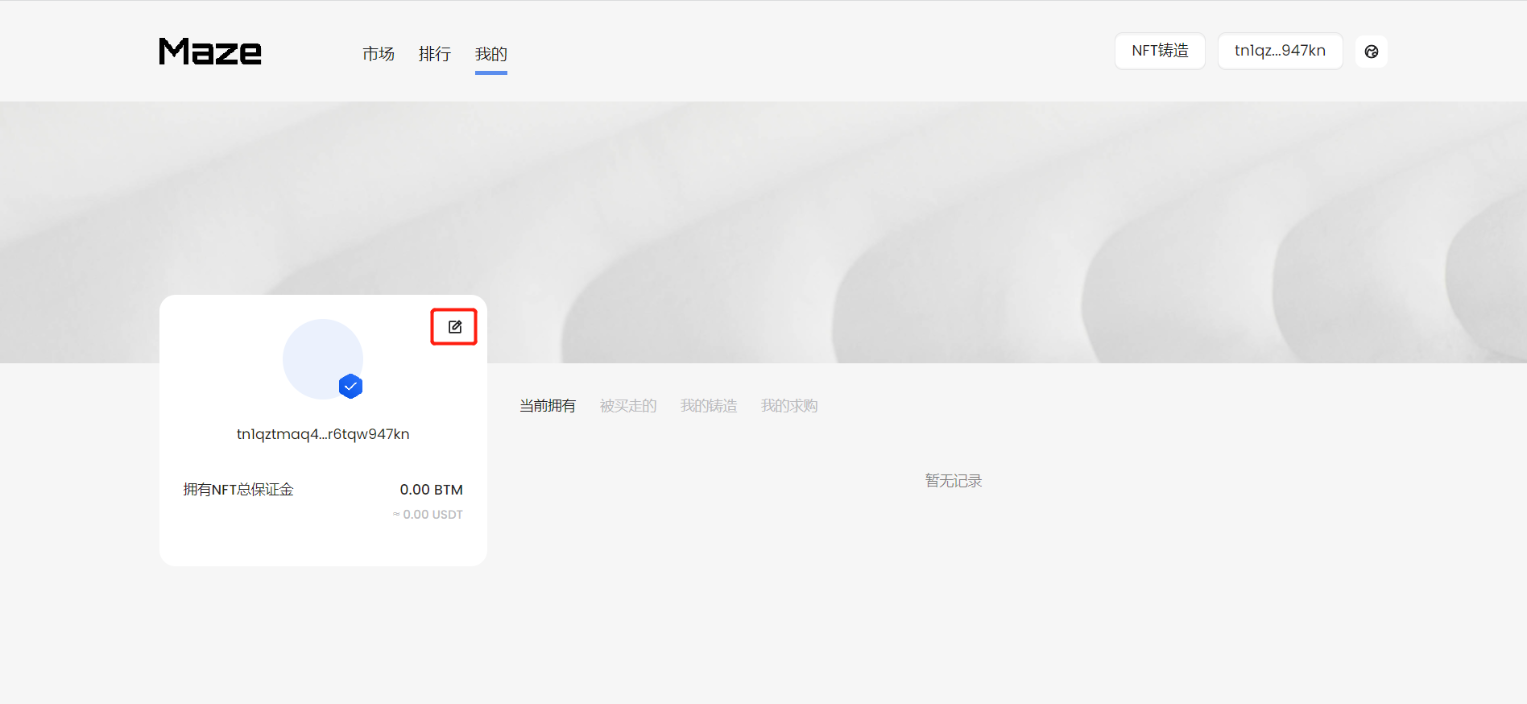 Maze 市场 排行 我的 NFT铸造 tn1qz...947kn
tn1qztmaq4...r6tqw947kn
拥有NFT总保证金 0.00 BTM
≈ 0.00 USDT
当前拥有 被买走的 我的铸造 我的求购
暂无记录